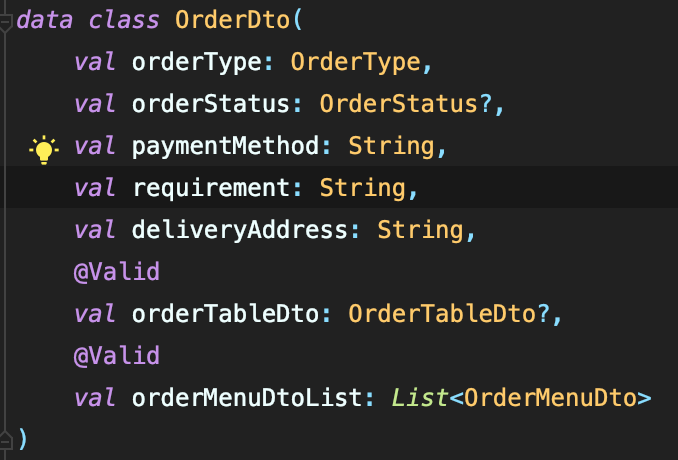 data class OrderDto(
val orderType: OrderType,
val orderStatus: OrderStatus?,
val paymentMethod: String,
val requirement: String,
val deliveryAddress: String,
@Valid
val orderTableDto: OrderTableDto?,
@Valid
val orderMenuDtoList: List<OrderMenuDto>
)